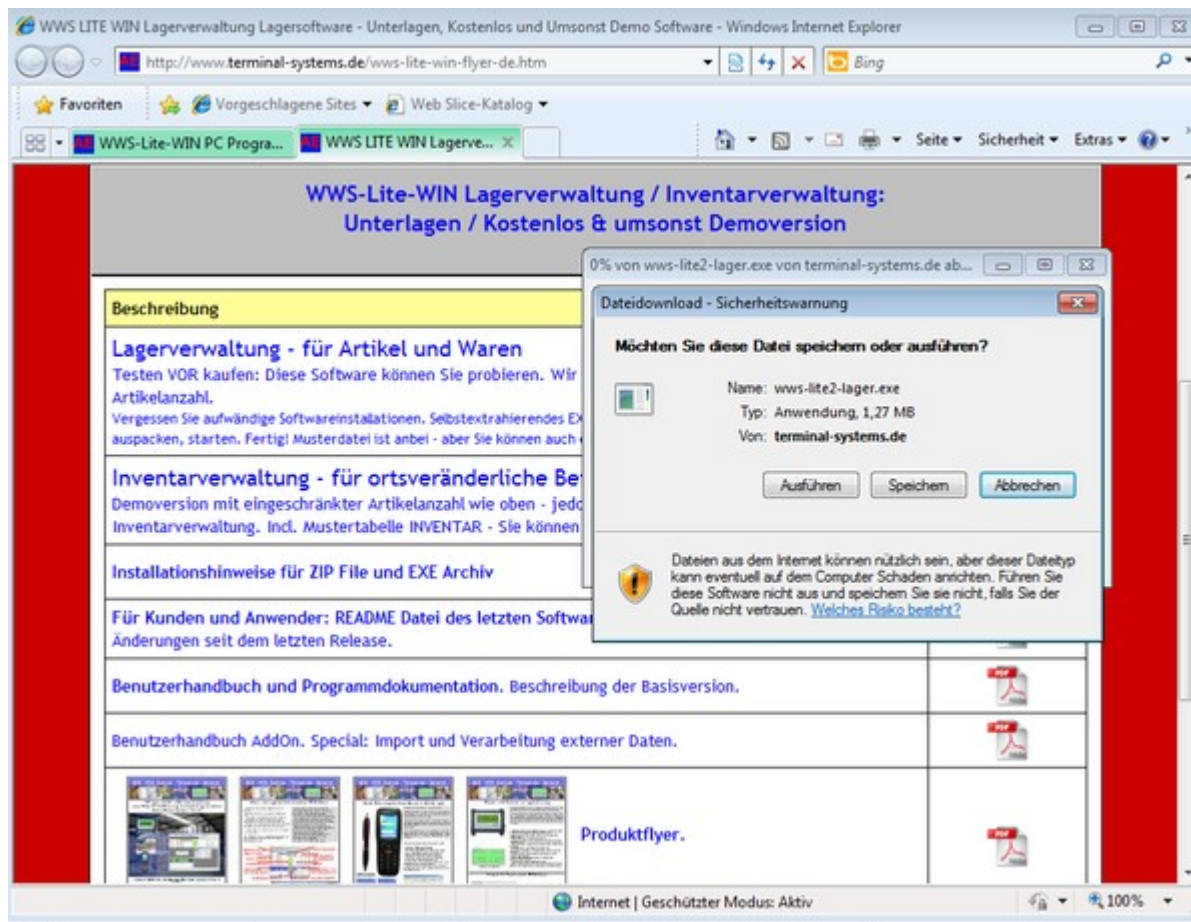 WWS LITE WIN Lagerverwaltung Lagersoftware - Unterlagen, Kostenlos und Umsonst Demo Software - Windows Internet Explorer
http://www.terminal-systems.de/wws-lite-win-flyer-de.htm
Bing
Favoriten
Vorgeschlagene Sites
Web Slice-Katalog
WWS-Lite-WIN PC Progra...
WWS LITE WIN Lagerve...
Seite
Sicherheit
Extras
WWS-Lite-WIN Lagerverwaltung / Inventarverwaltung:
Unterlagen / Kostenlos & umsonst Demoversion
Beschreibung
Lagerverwaltung - für Artikel und Waren
Testen VOR kaufen: Diese Software können Sie probieren. Wir
Artikelanzahl.
Vergessen Sie aufwändige Softwareinstallationen. Selbstextrahierendes EX
auspacken, starten. Fertig! Musterdatei ist anbei - aber Sie können auch
Inventarverwaltung - für ortsveränderliche Be
Demoversion mit eingeschränkter Artikelanzahl wie oben - jedo
Inventarverwaltung. Incl. Mustertabelle INVENTAR - Sie können
Installationshinweise für ZIP File und EXE Archiv
Für Kunden und Anwender: README Datei des letzten Softwa
Änderungen seit dem letzten Release.
Benutzerhandbuch und Programmdokumentation. Beschreibung der Basisversion.
Benutzerhandbuch AddOn. Special: Import und Verarbeitung externer Daten.
Produktflyer.
0% von wws-lite2-lager.exe von terminal-systems.de ab...
Dateidownload - Sicherheitswarnung
Möchten Sie diese Datei speichern oder ausführen?
Name: wws-lite2-lager.exe
Typ: Anwendung, 1,27 MB
Von: terminal-systems.de
Ausführen
Speichern
Abbrechen
Dateien aus dem Internet können nützlich sein, aber dieser Dateityp
kann eventuell auf dem Computer Schaden anrichten. Führen Sie
diese Software nicht aus und speichern Sie sie nicht, falls Sie der
Quelle nicht vertrauen. Welches Risiko besteht?
Internet | Geschützter Modus: Aktiv
100%